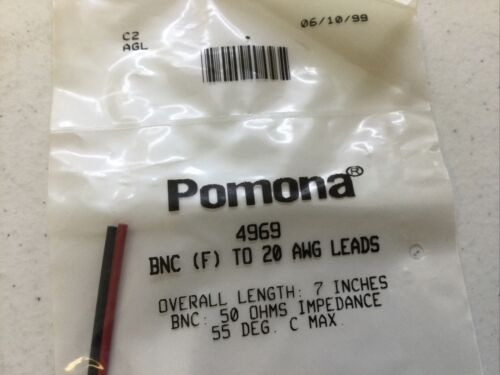 C2
AGL
06/10/99
Pomona®
4969
BNC (F) TO 20 AWG LEADS
OVERALL LENGTH: 7 INCHES
BNC: 50 OHMS IMPEDANCE
55 DEG. C MAX.